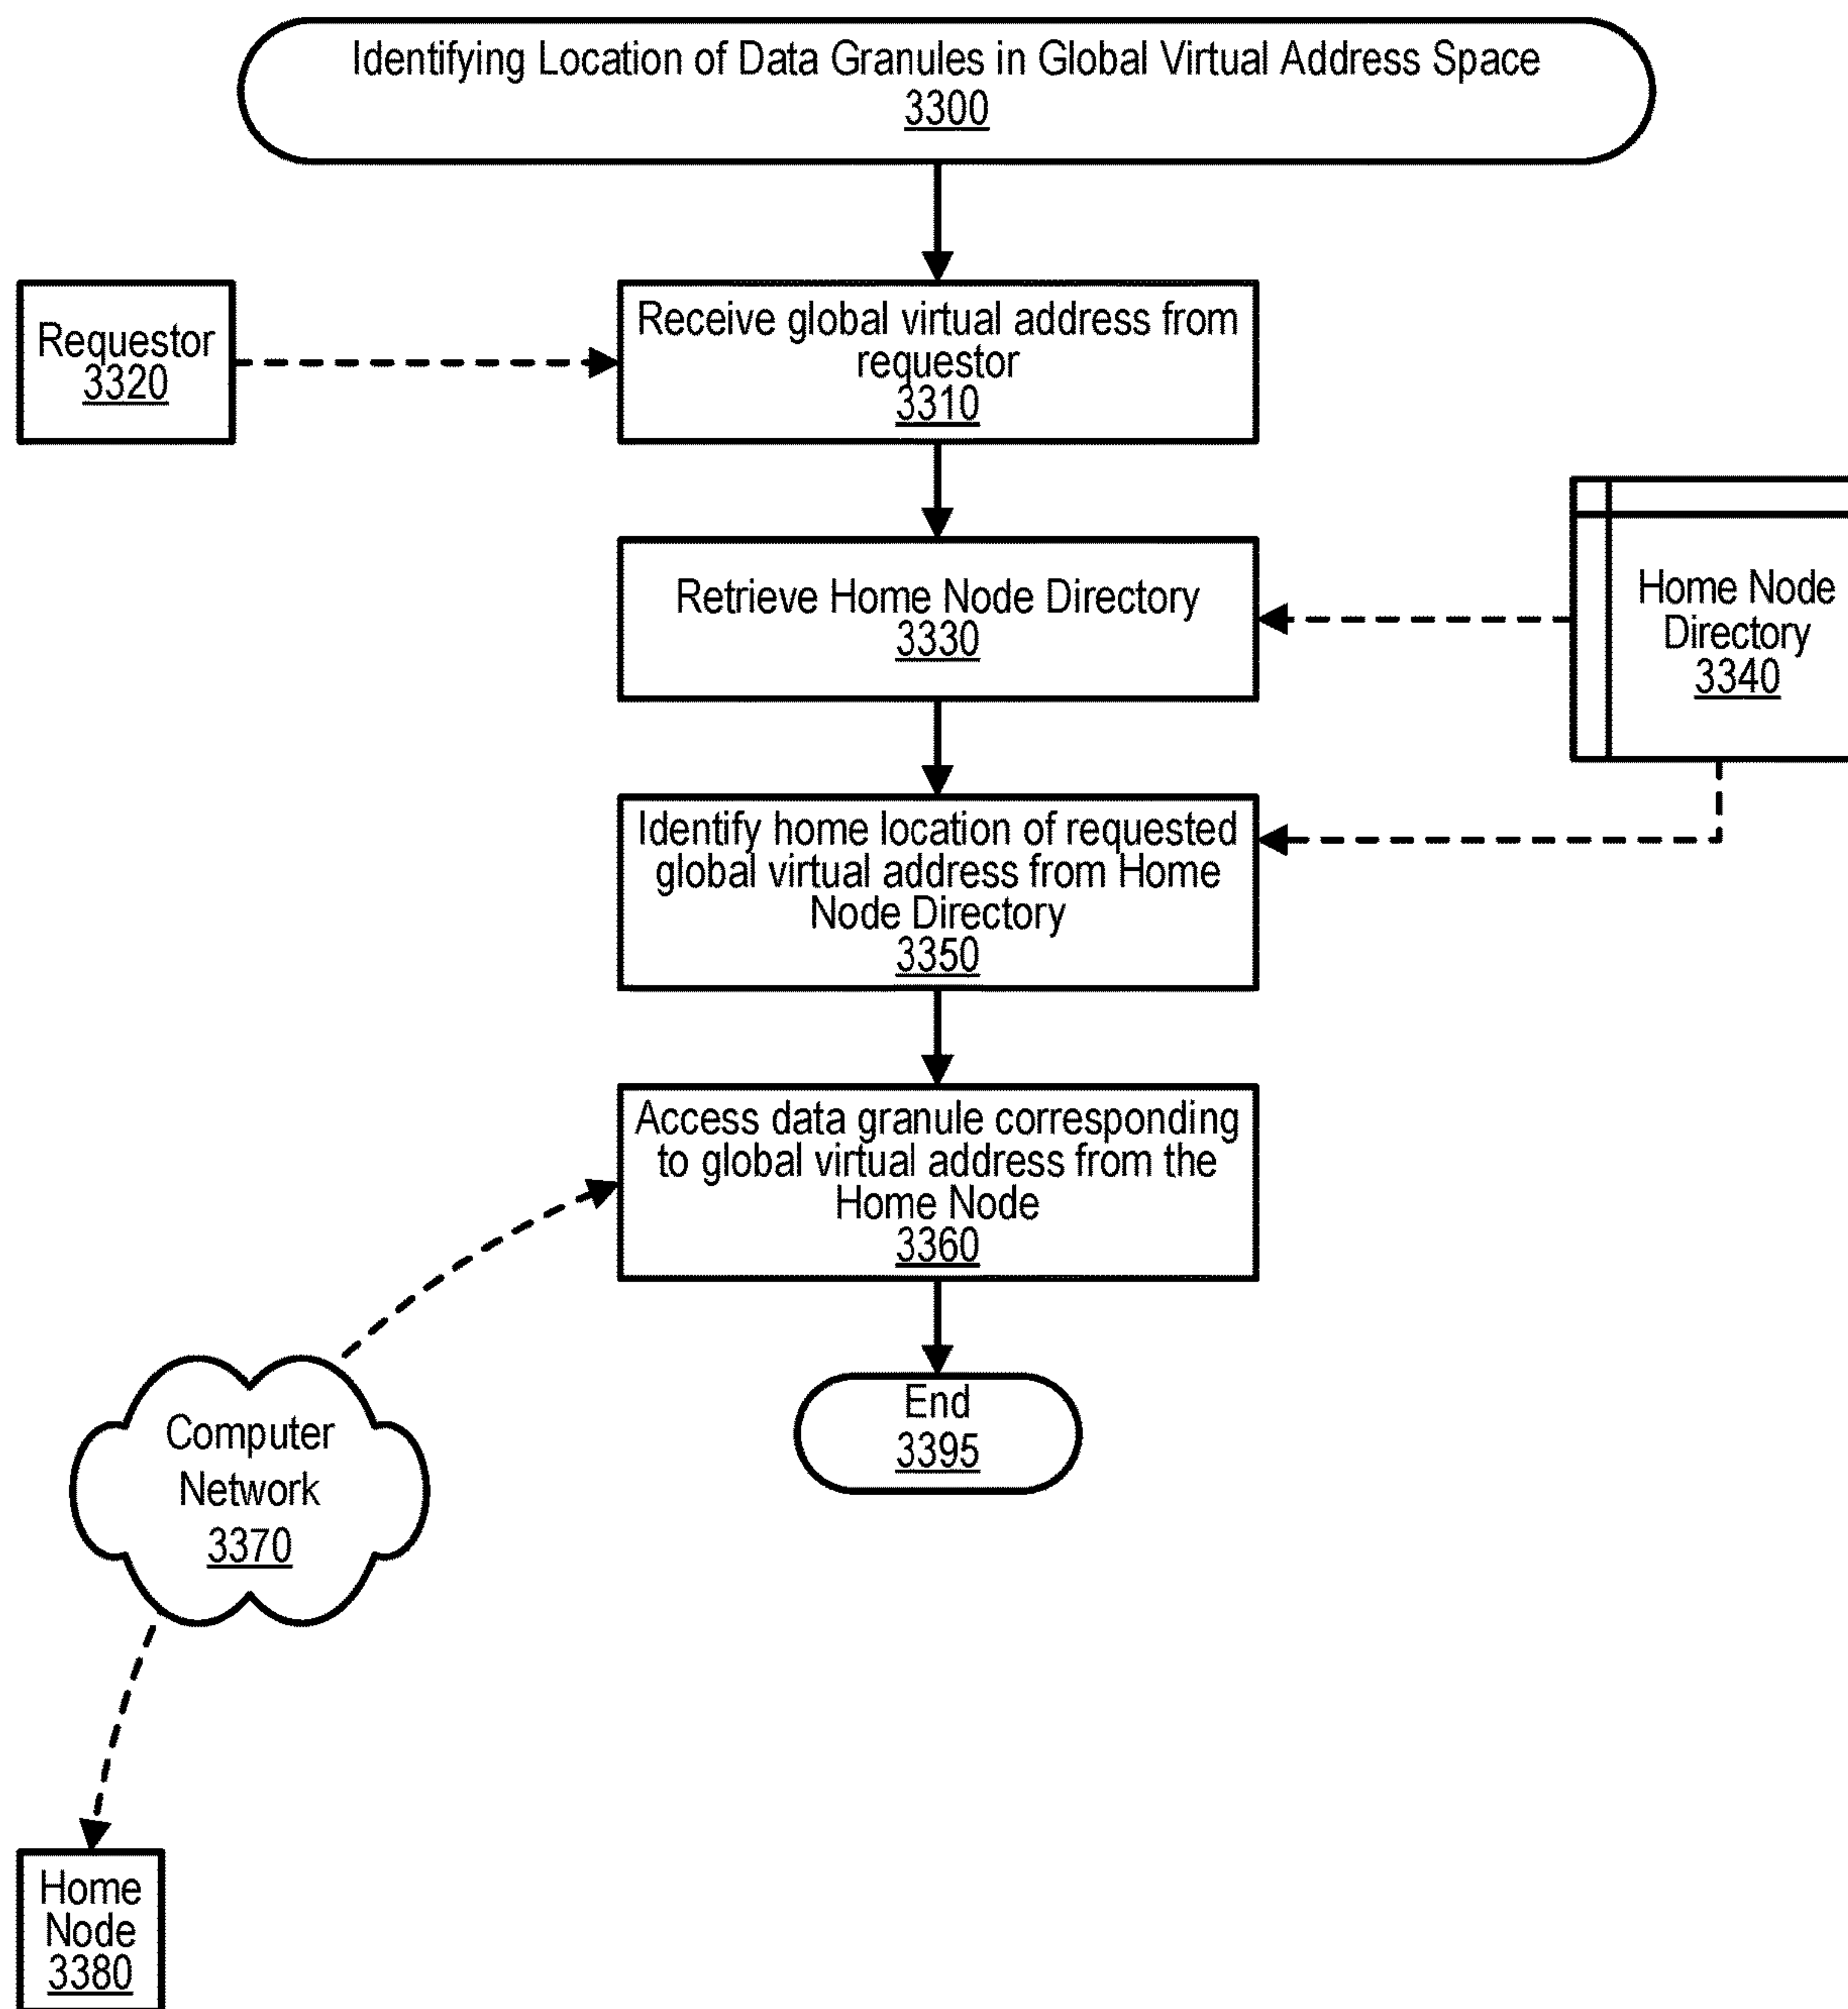 Identifying Location of Data Granules in Global Virtual Address Space
3300
Requestor
3320
Receive global virtual address from
requestor
3310
Retrieve Home Node Directory
3330
Home Node
Directory
3340
Identify home location of requested
global virtual address from Home
Node Directory
3350
Access data granule corresponding
to global virtual address from the
Home Node
3360
End
3395
Computer
Network
3370
Home
Node
3380